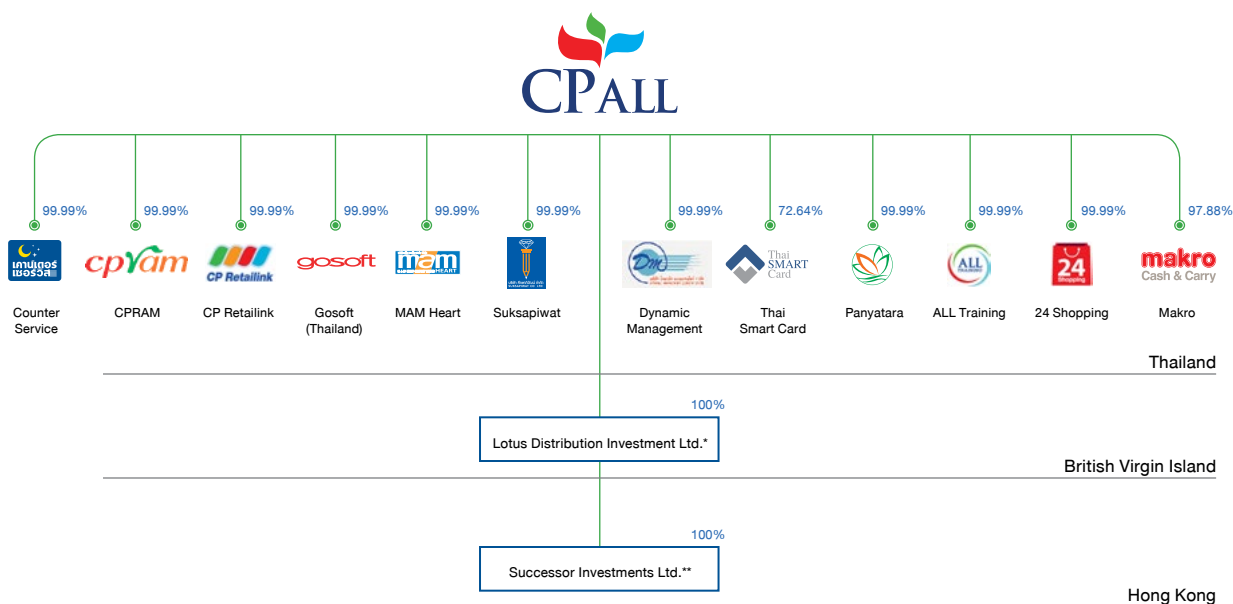 CPALL
99.99%
99.99%
99.99%
99.99%
99.99%
99.99%
99.99%
72.64%
99.99%
99.99%
99.99%
97.88%
เคาน์เตอร์
เซอร์วิส
cpram
CP Retailink
gosoft
mam
HEART
Dm
Thai
SMART
Card
ALL
TRAINING
24
Shopping
makro
Cash & Carry
Counter
Service
CPRAM
CP Retailink
Gosoft
(Thailand)
MAM Heart
Suksapiwat
Dynamic
Management
Thai
Smart Card
Panyatara
ALL Training
24 Shopping
Makro
Thailand
100%
Lotus Distribution Investment Ltd.*
British Virgin Island
100%
Successor Investments Ltd.**
Hong Kong